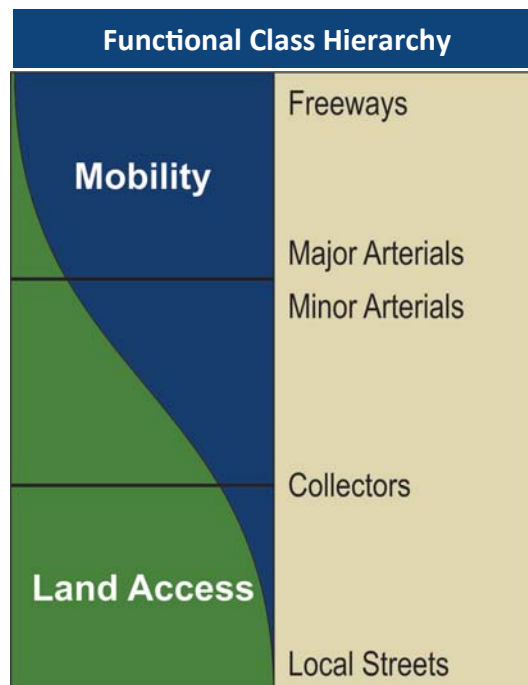 Functional Class Hierarchy
Mobility
Freeways
Major Arterials
Minor Arterials
Collectors
Land Access
Local Streets